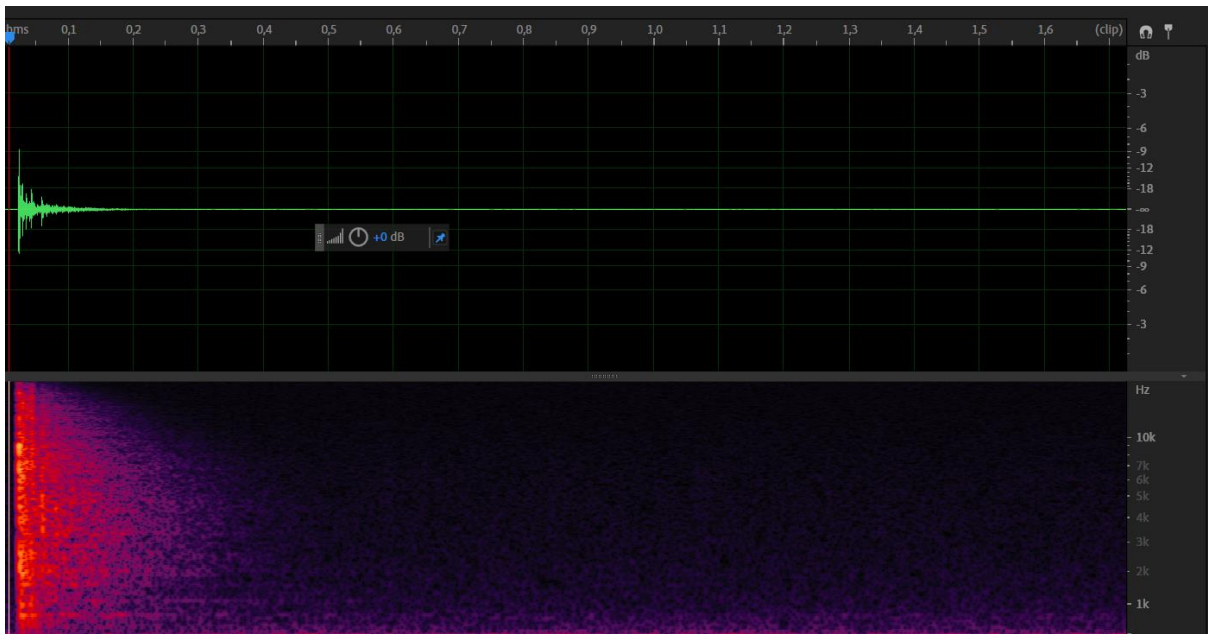 hms 0,1 0,2 0,3 0,4 0,5 0,6 0,7 0,8 0,9 1,0 1,1 1,2 1,3 1,4 1,5 1,6 (clip)
dB
-3
-6
-9
-12
-18
-∞
-18
-12
-9
-6
-3
+0 dB
Hz
10k
7k
6k
5k
4k
3k
2k
1k